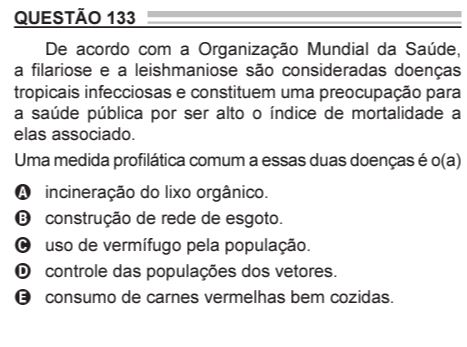 QUESTÃO 133
De acordo com a Organização Mundial da Saúde,
a filariose e a leishmaniose são consideradas doenças
tropicais infecciosas e constituem uma preocupação para
a saúde pública por ser alto o índice de mortalidade a
elas associado.
Uma medida profilática comum a essas duas doenças é o(a)
A incineração do lixo orgânico.
B construção de rede de esgoto.
C uso de vermífugo pela população.
D controle das populações dos vetores.
E consumo de carnes vermelhas bem cozidas.